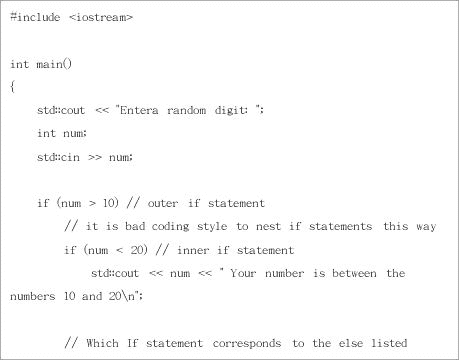 #include <iostream>
int main()
{
std::cout << "Entera random digit: ";
int num;
std::cin >> num;
if (num > 10) // outer if statement
// it is bad coding style to nest if statements this way
if (num < 20) // inner if statement
std::cout << num << " Your number is between the
numbers 10 and 20\n";
// Which If statement corresponds to the else listed